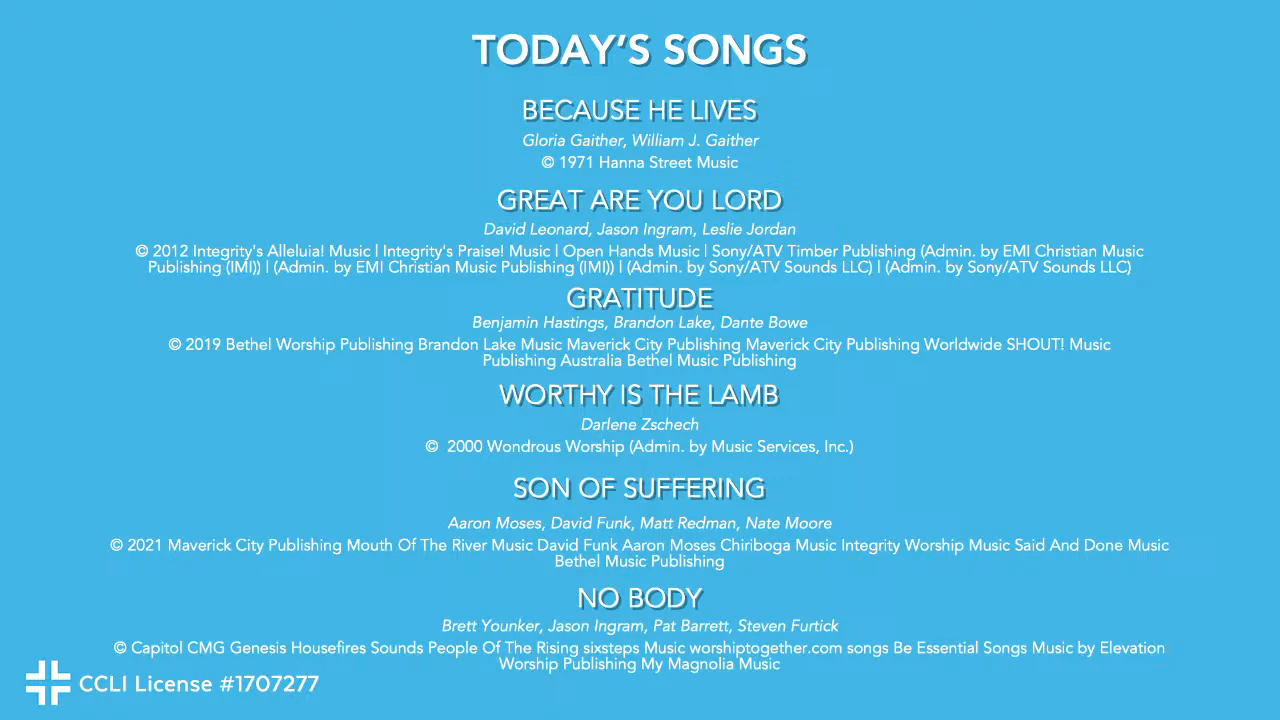 TODAY'S SONGS
BECAUSE HE LIVES
Gloria Gaither, William J. Gaither
© 1971 Hanna Street Music
GREAT ARE YOU LORD
David Leonard, Jason Ingram, Leslie Jordan
© 2012 Integrity's Alleluia! Music | Integrity's Praise! Music | Open Hands Music | Sony/ATV Timber Publishing (Admin. by EMI Christian Music
Publishing (IMI)) | (Admin. by EMI Christian Music Publishing (IMI)) | (Admin. by Sony/ATV Sounds LLC) | (Admin. by Sony/ATV Sounds LLC)
GRATITUDE
Benjamin Hastings, Brandon Lake, Dante Bowe
© 2019 Bethel Worship Publishing Brandon Lake Music Maverick City Publishing Maverick City Publishing Worldwide SHOUT! Music
Publishing Australia Bethel Music Publishing
WORTHY IS THE LAMB
Darlene Zschech
© 2000 Wondrous Worship (Admin. by Music Services, Inc.)
SON OF SUFFERING
Aaron Moses, David Funk, Matt Redman, Nate Moore
© 2021 Maverick City Publishing Mouth Of The River Music David Funk Aaron Moses Chiriboga Music Integrity Worship Music Said And Done Music
Bethel Music Publishing
NO BODY
Brett Younker, Jason Ingram, Pat Barrett, Steven Furtick
© Capitol CMG Genesis Housefires Sounds People Of The Rising sixsteps Music worshiptogether.com songs Be Essential Songs Music by Elevation
Worship Publishing My Magnolia Music
CCLI License #1707277